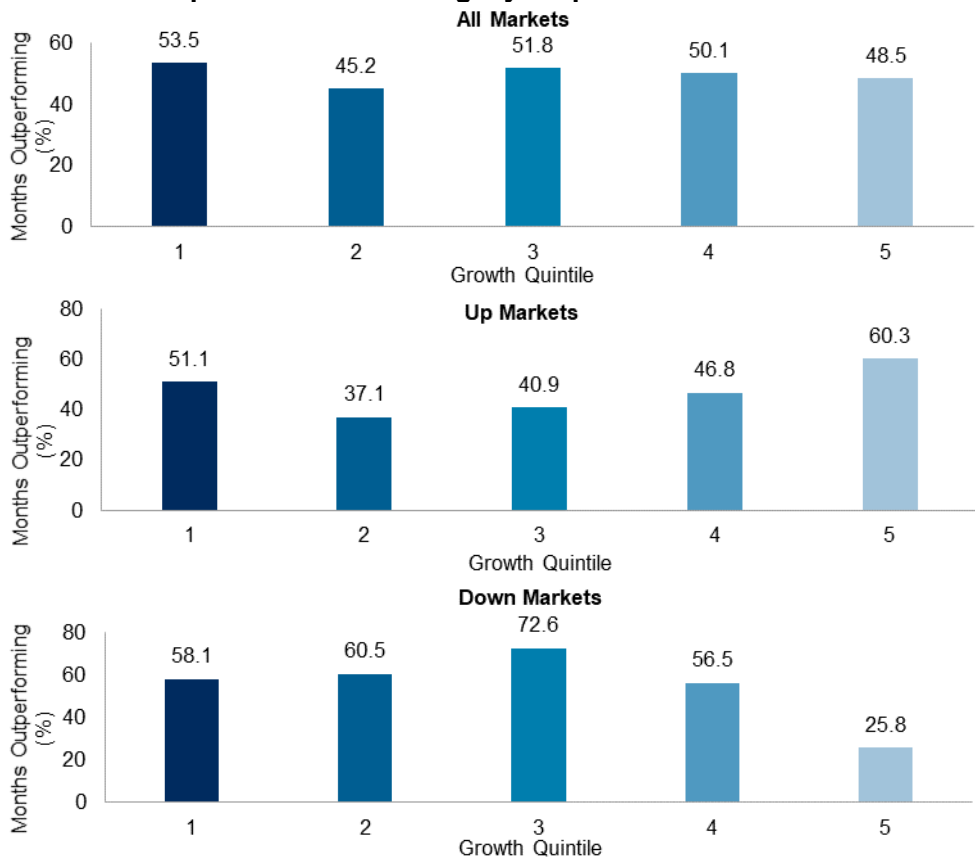 All Markets
Months Outperforming
(%)
60
40
20
0
53.5
45.2
51.8
50.1
48.5
1 2 3 4 5
Growth Quintile
Up Markets
Months Outperforming
(%)
80
60
40
20
0
51.1
37.1
40.9
46.8
60.3
1 2 3 4 5
Growth Quintile
Down Markets
Months Outperforming
(%)
80
60
40
20
0
58.1
60.5
72.6
56.5
25.8
1 2 3 4 5
Growth Quintile